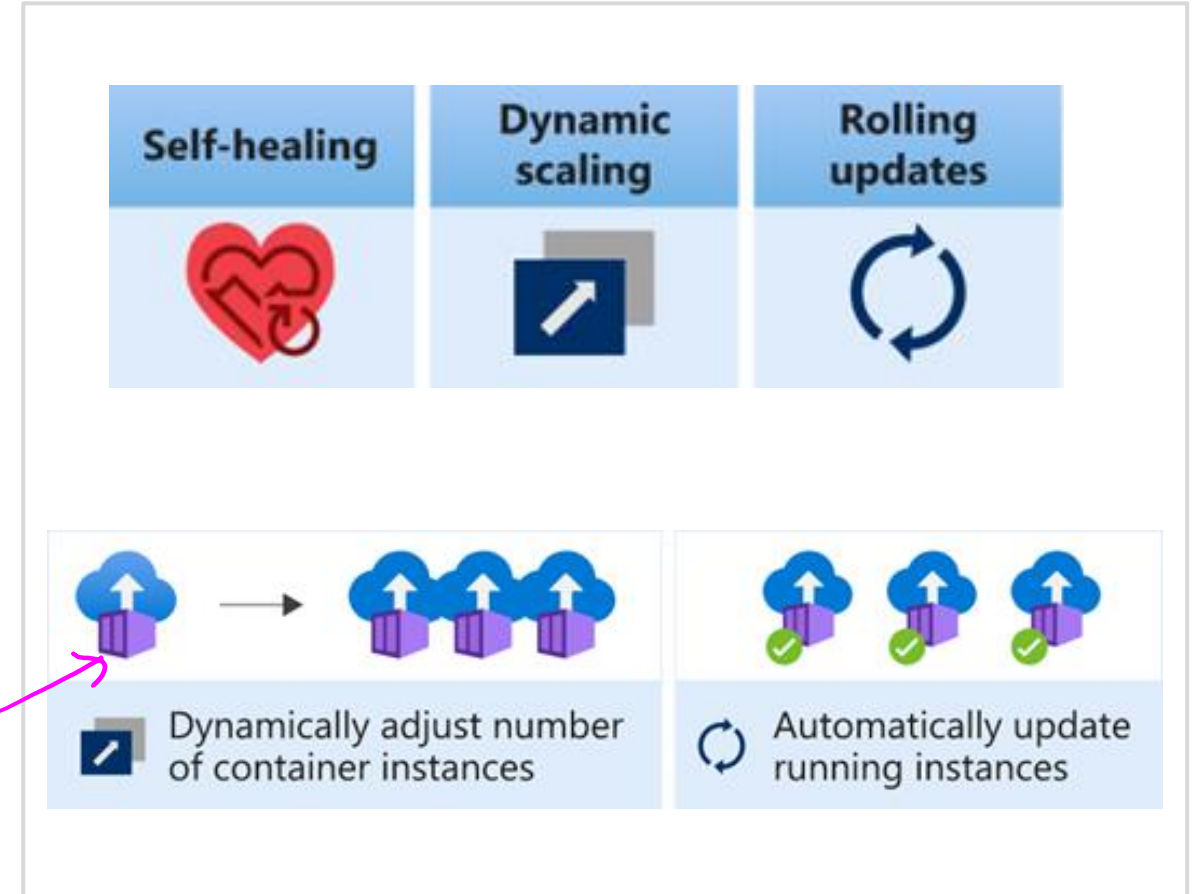 Self-healing
Dynamic
scaling
Rolling
updates
Dynamically adjust number
of container instances
Automatically update
running instances